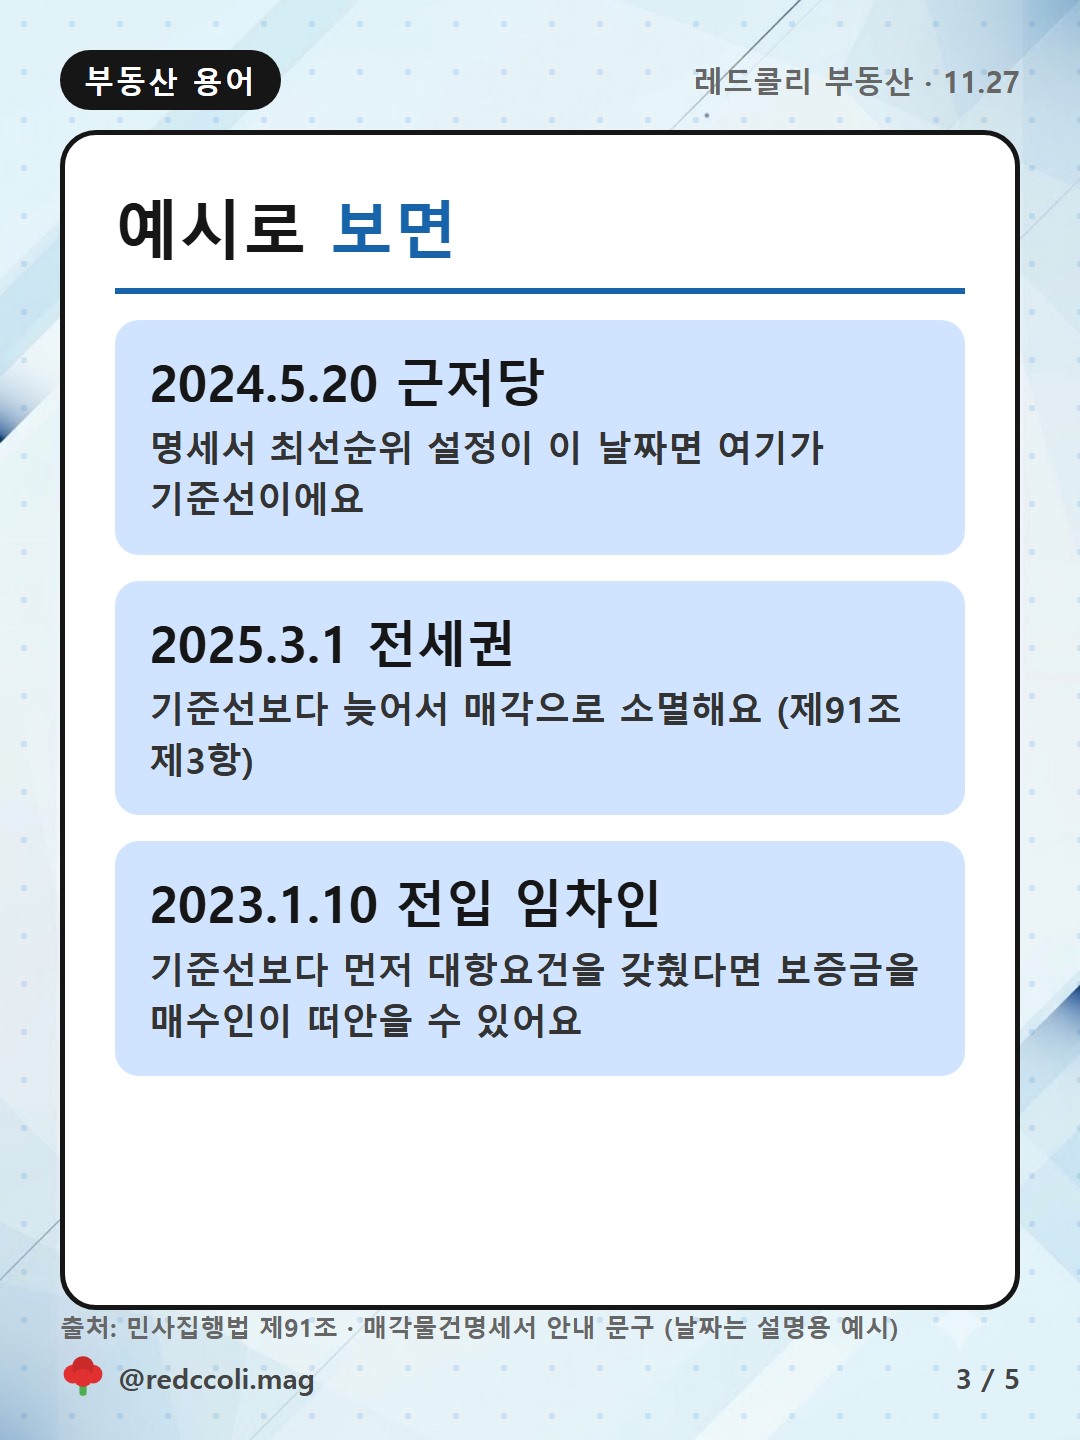 부동산 용어
레드콜리 부동산 · 11.27
예시로 보면
2024.5.20 근저당
명세서 최선순위 설정이 이 날짜면 여기가
기준선이에요
2025.3.1 전세권
기준선보다 늦어서 매각으로 소멸해요 (제91조
제3항)
2023.1.10 전입 임차인
기준선보다 먼저 대항요건을 갖췄다면 보증금을
매수인이 떠안을 수 있어요
출처: 민사집행법 제91조 · 매각물건명세서 안내 문구 (날짜는 설명용 예시)
@redccoli.mag
3 / 5